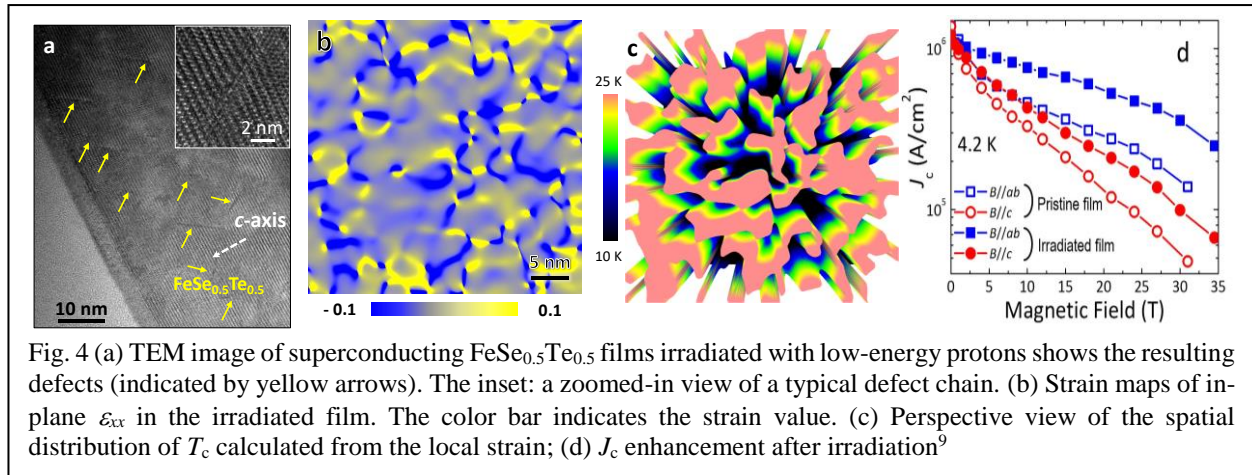 a
2 nm
c-axis
FeSe0.5Te0.5
10 nm
b
5 nm
- 0.1 0.1
c
25 K
10 K
d
10^6
10^5
Jc (A/cm^2)
4.2 K
B//ab
B//c
Pristine film
B//ab
B//c
Irradiated film
0 5 10 15 20 25 30 35
Magnetic Field (T)
Fig. 4 (a) TEM image of superconducting FeSe0.5Te0.5 films irradiated with low-energy protons shows the resulting
defects (indicated by yellow arrows). The inset: a zoomed-in view of a typical defect chain. (b) Strain maps of in-
plane εxx in the irradiated film. The color bar indicates the strain value. (c) Perspective view of the spatial
distribution of Tc calculated from the local strain; (d) Jc enhancement after irradiation9